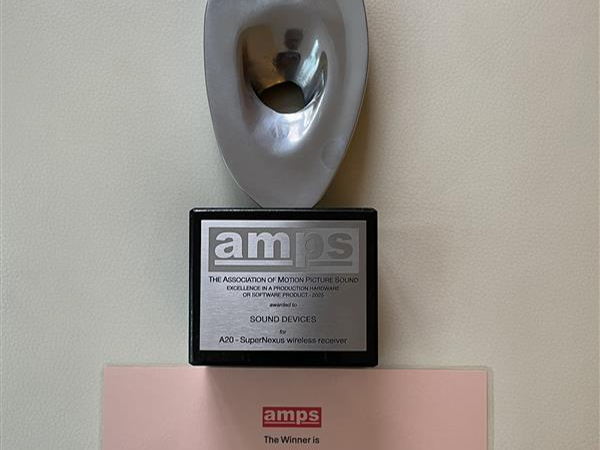 amps
THE ASSOCIATION OF MOTION PICTURE SOUND
EXCELLENCE IN A PRODUCTION HARDWARE
OR SOFTWARE PRODUCT - 2025
awarded to
SOUND DEVICES
for
A20 - SuperNexus wireless receiver
amps
The Winner is